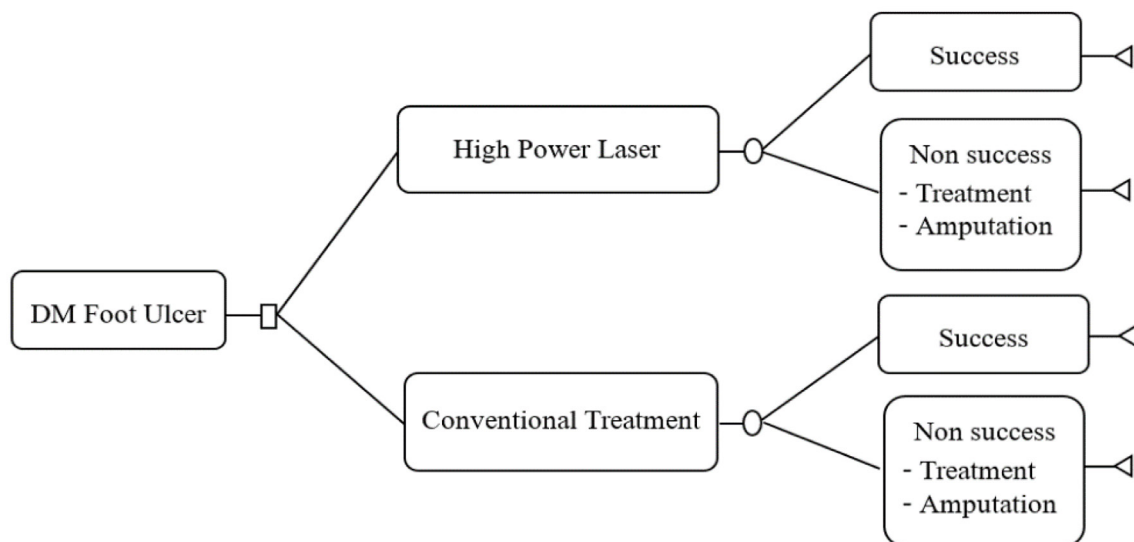 Success
High Power Laser
Non success
- Treatment
- Amputation
DM Foot Ulcer
Success
Conventional Treatment
Non success
- Treatment
- Amputation